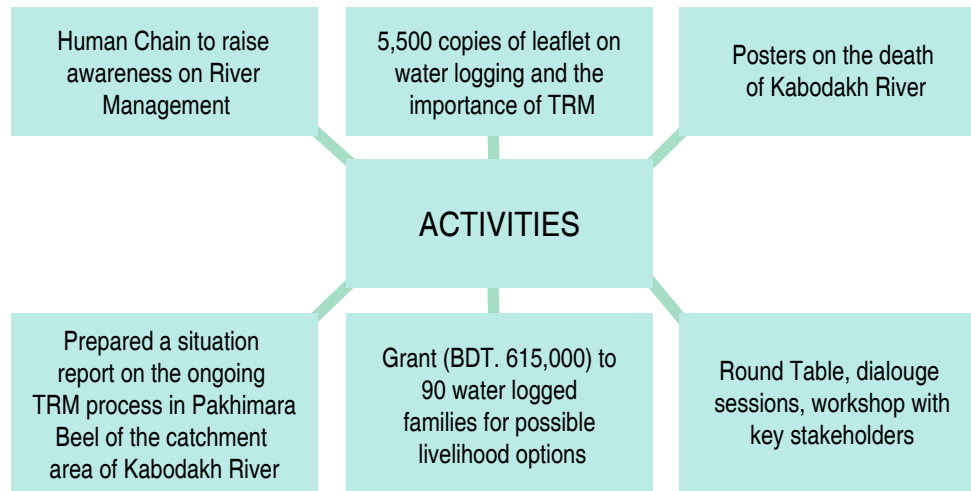 Human Chain to raise
awareness on River
Management
5,500 copies of leaflet on
water logging and the
importance of TRM
Posters on the death
of Kabodakh River
ACTIVITIES
Prepared a situation
report on the ongoing
TRM process in Pakhimara
Beel of the catchment
area of Kabodakh River
Grant (BDT. 615,000) to
90 water logged
families for possible
livelihood options
Round Table, dialouge
sessions, workshop with
key stakeholders